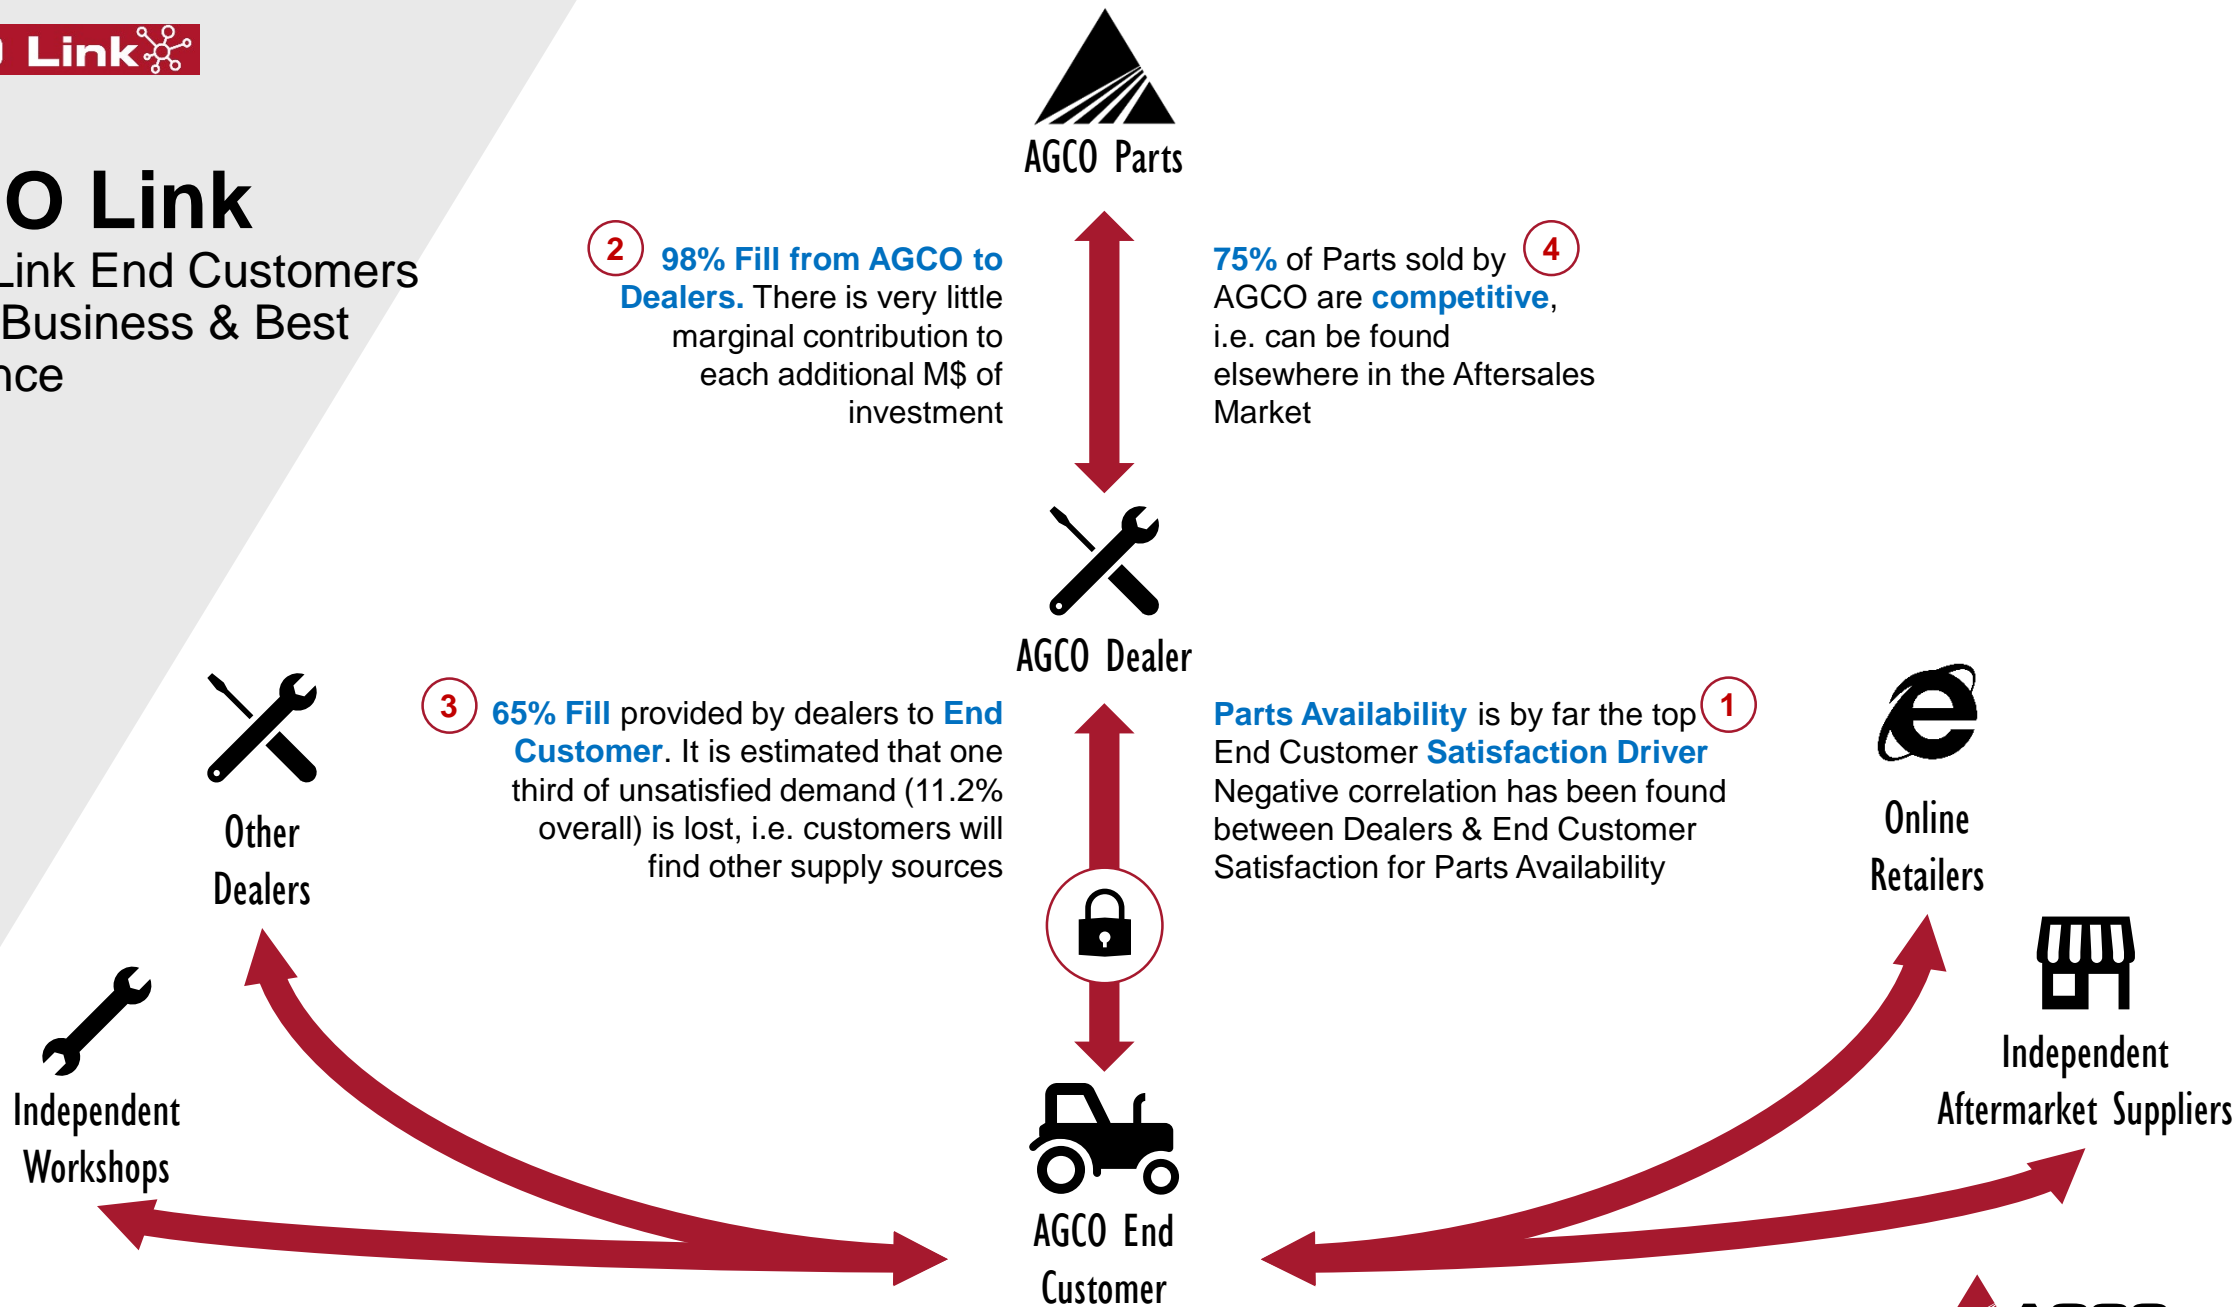 Link
O Link
Link End Customers
Business & Best
nce
AGCO Parts
2
98% Fill from AGCO to
Dealers. There is very little
marginal contribution to
each additional M$ of
investment
75% of Parts sold by
4
AGCO are competitive,
i.e. can be found
elsewhere in the Aftersales
Market
AGCO Dealer
3
65% Fill provided by dealers to End
Customer. It is estimated that one
third of unsatisfied demand (11.2%
overall) is lost, i.e. customers will
find other supply sources
Parts Availability is by far the top
1
End Customer Satisfaction Driver
Negative correlation has been found
between Dealers & End Customer
Satisfaction for Parts Availability
Other
Dealers
Online
Retailers
Independent
Workshops
Independent
Aftermarket Suppliers
AGCO End
Customer